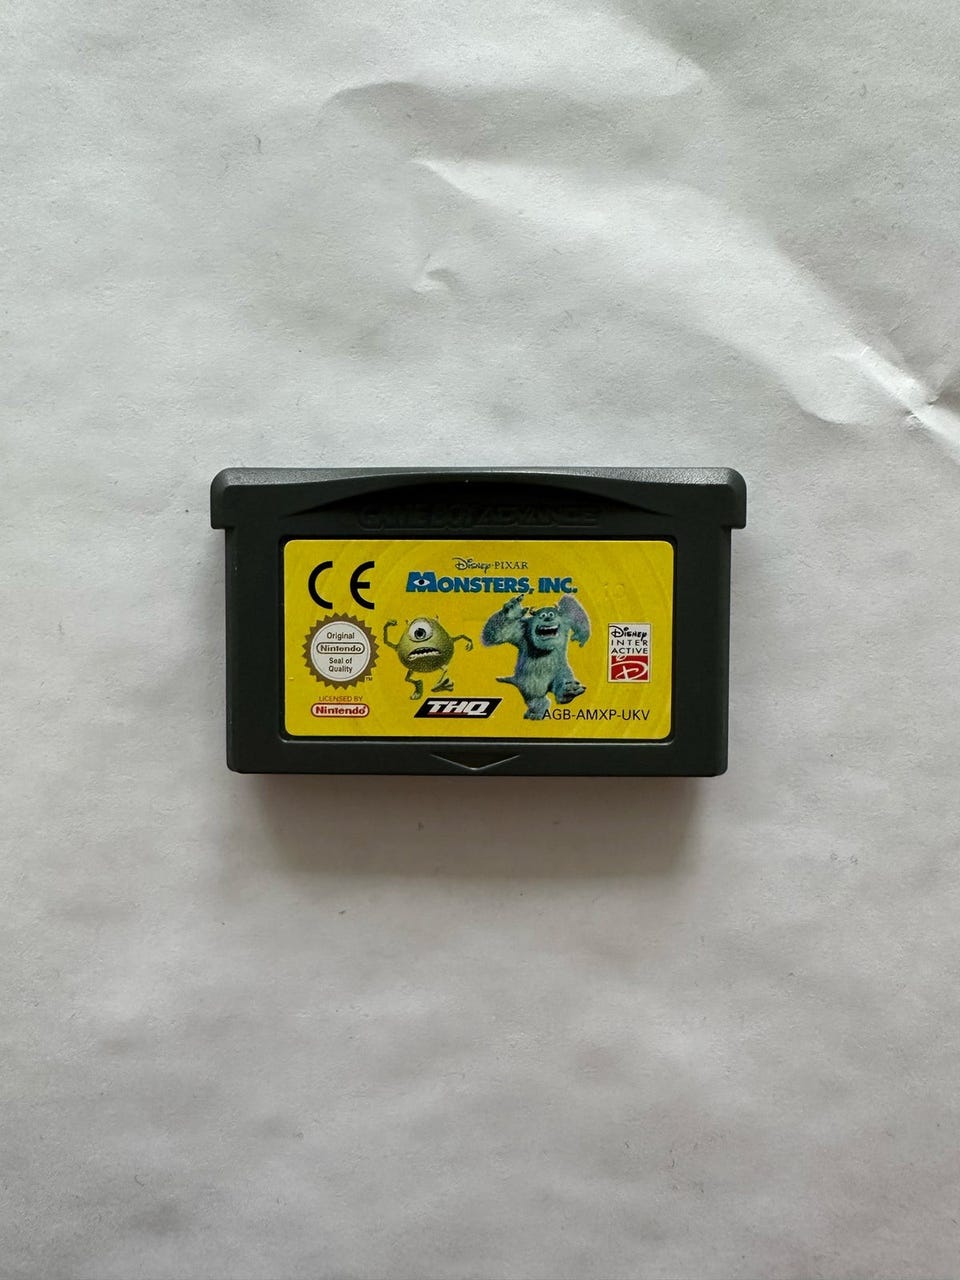 GAME BOY ADVANCE
CE
Disney·PIXAR
MONSTERS, INC.
Original
Nintendo
Seal of
Quality
TM
LICENSED BY
Nintendo
THQ
Disney
INTER
ACTIVE
D
AGB-AMXP-UKV